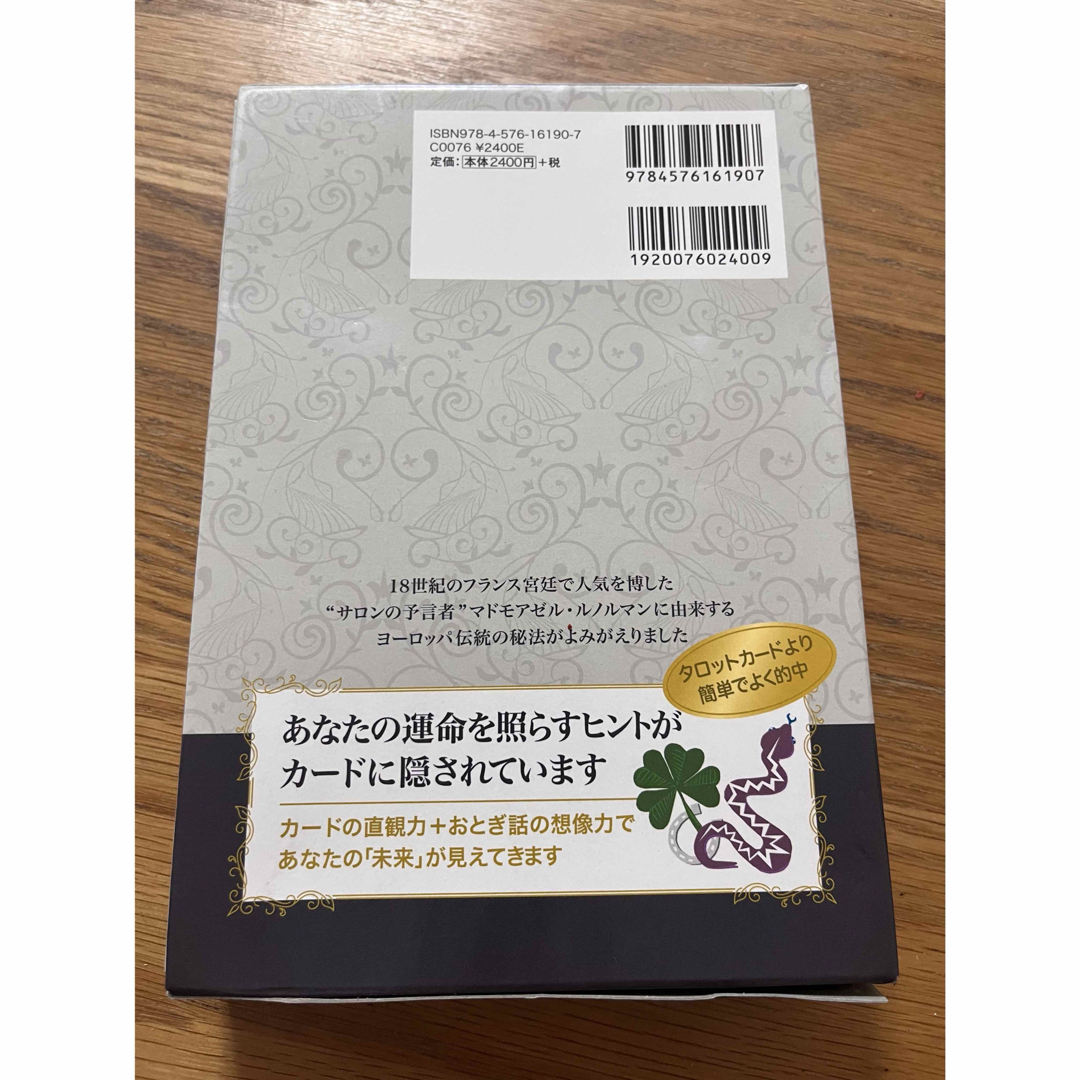 ISBN978-4-576-16190-7
C0076 ¥2400E
定価：本体2400円+税
9784576161907
1920076024009
18世紀のフランス宮廷で人気を博した
“サロンの予言者”マドモアゼル・ルノルマンに由来する
ヨーロッパ伝統の秘法がよみがえりました
タロットカードより
簡単でよく的中
あなたの運命を照らすヒントが
カードに隠されています
カードの直観力＋おとぎ話の想像力で
あなたの「未来」が見えてきます